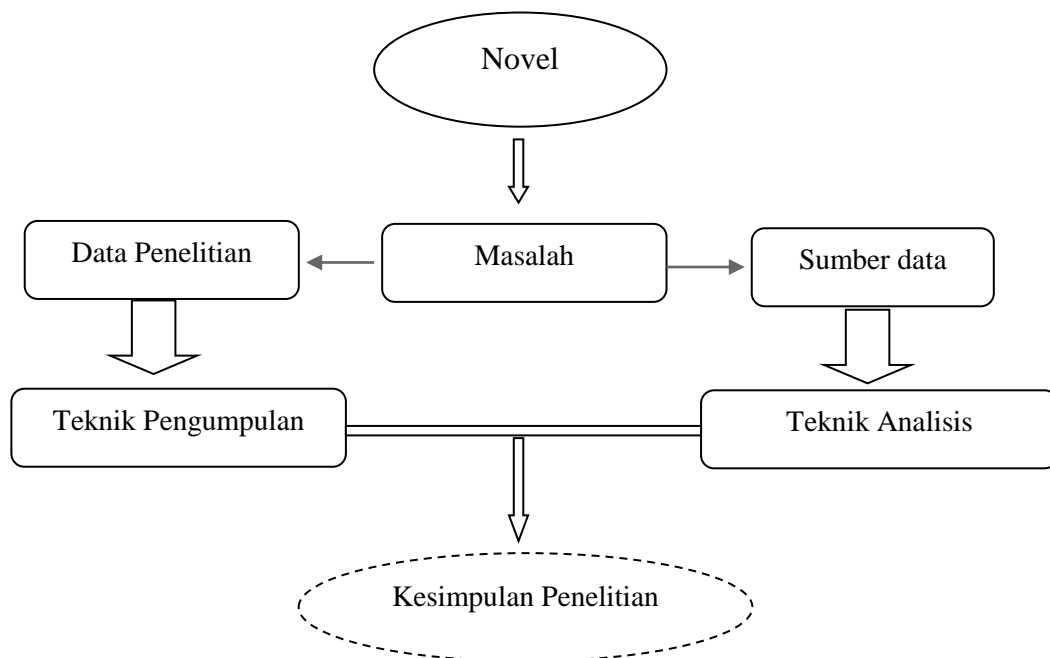 Novel
Data Penelitian
Masalah
Sumber data
Teknik Pengumpulan
Teknik Analisis
Kesimpulan Penelitian